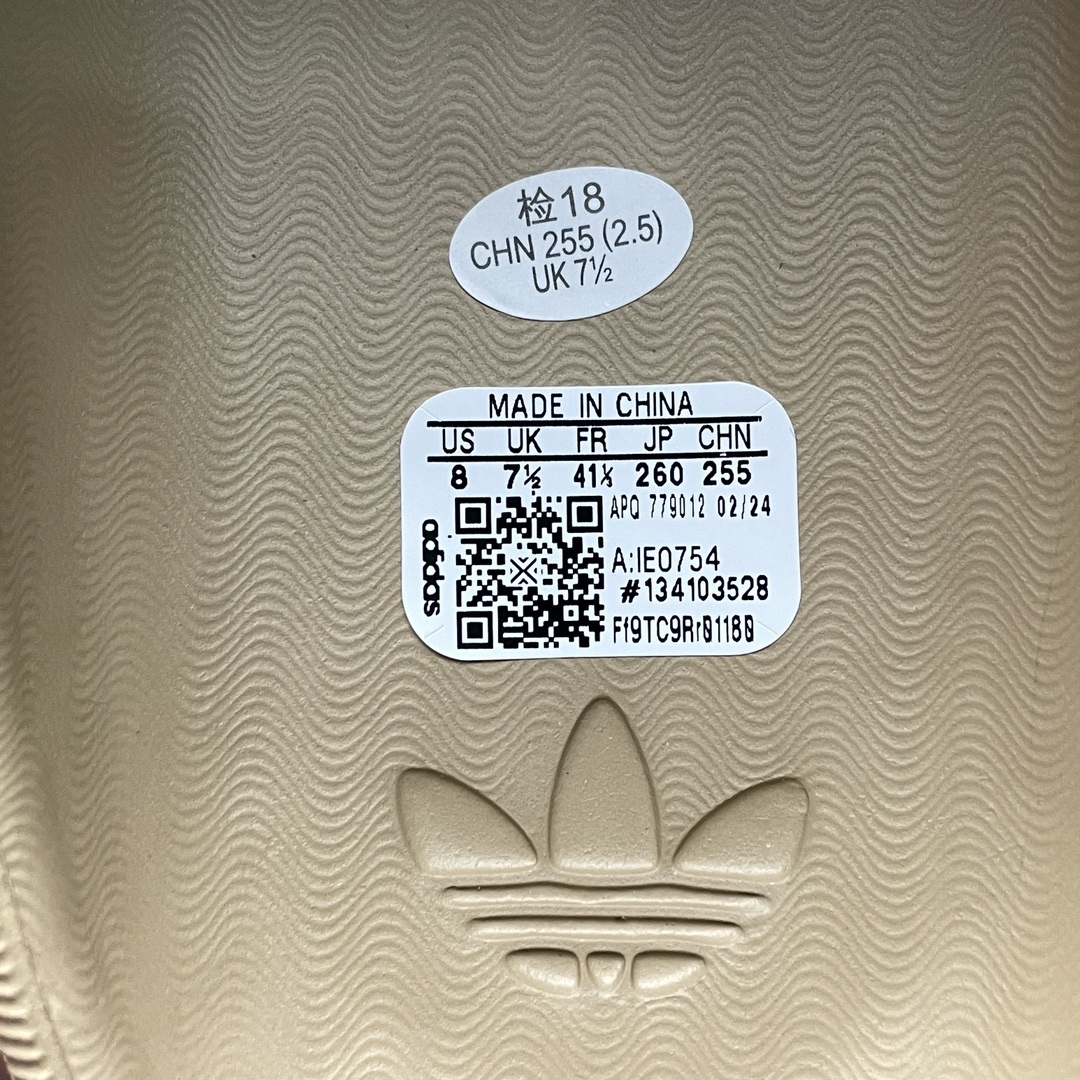 检18
CHN 255 (2.5)
UK 7½
MADE IN CHINA
US UK FR JP CHN
8 7½ 41⅓ 260 255
APQ 779012 02/24
adidas
A:IE0754
#134103528
Ff9TC9Rr01180